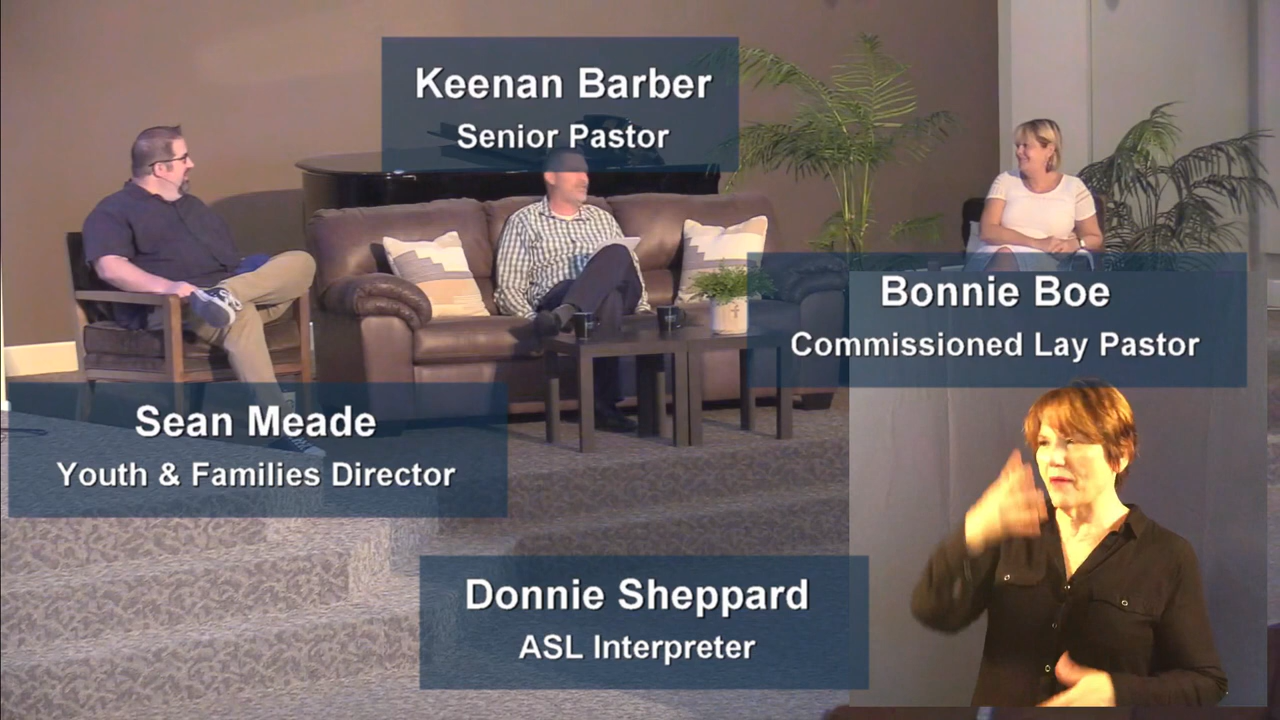 Keenan Barber
Senior Pastor
Bonnie Boe
Commissioned Lay Pastor
Sean Meade
Youth & Families Director
Donnie Sheppard
ASL Interpreter